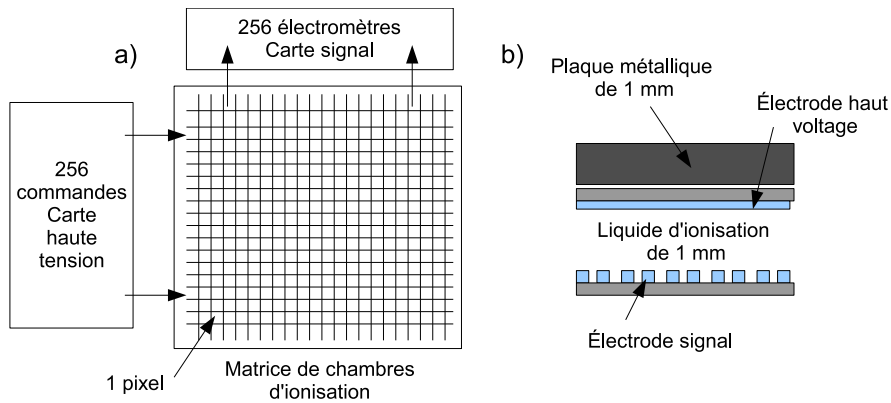 a)
256 électromètres
Carte signal
256
commandes
Carte
haute
tension
1 pixel
Matrice de chambres
d'ionisation
b)
Plaque métallique
de 1 mm
Électrode haut
voltage
Liquide d'ionisation
de 1 mm
Électrode signal